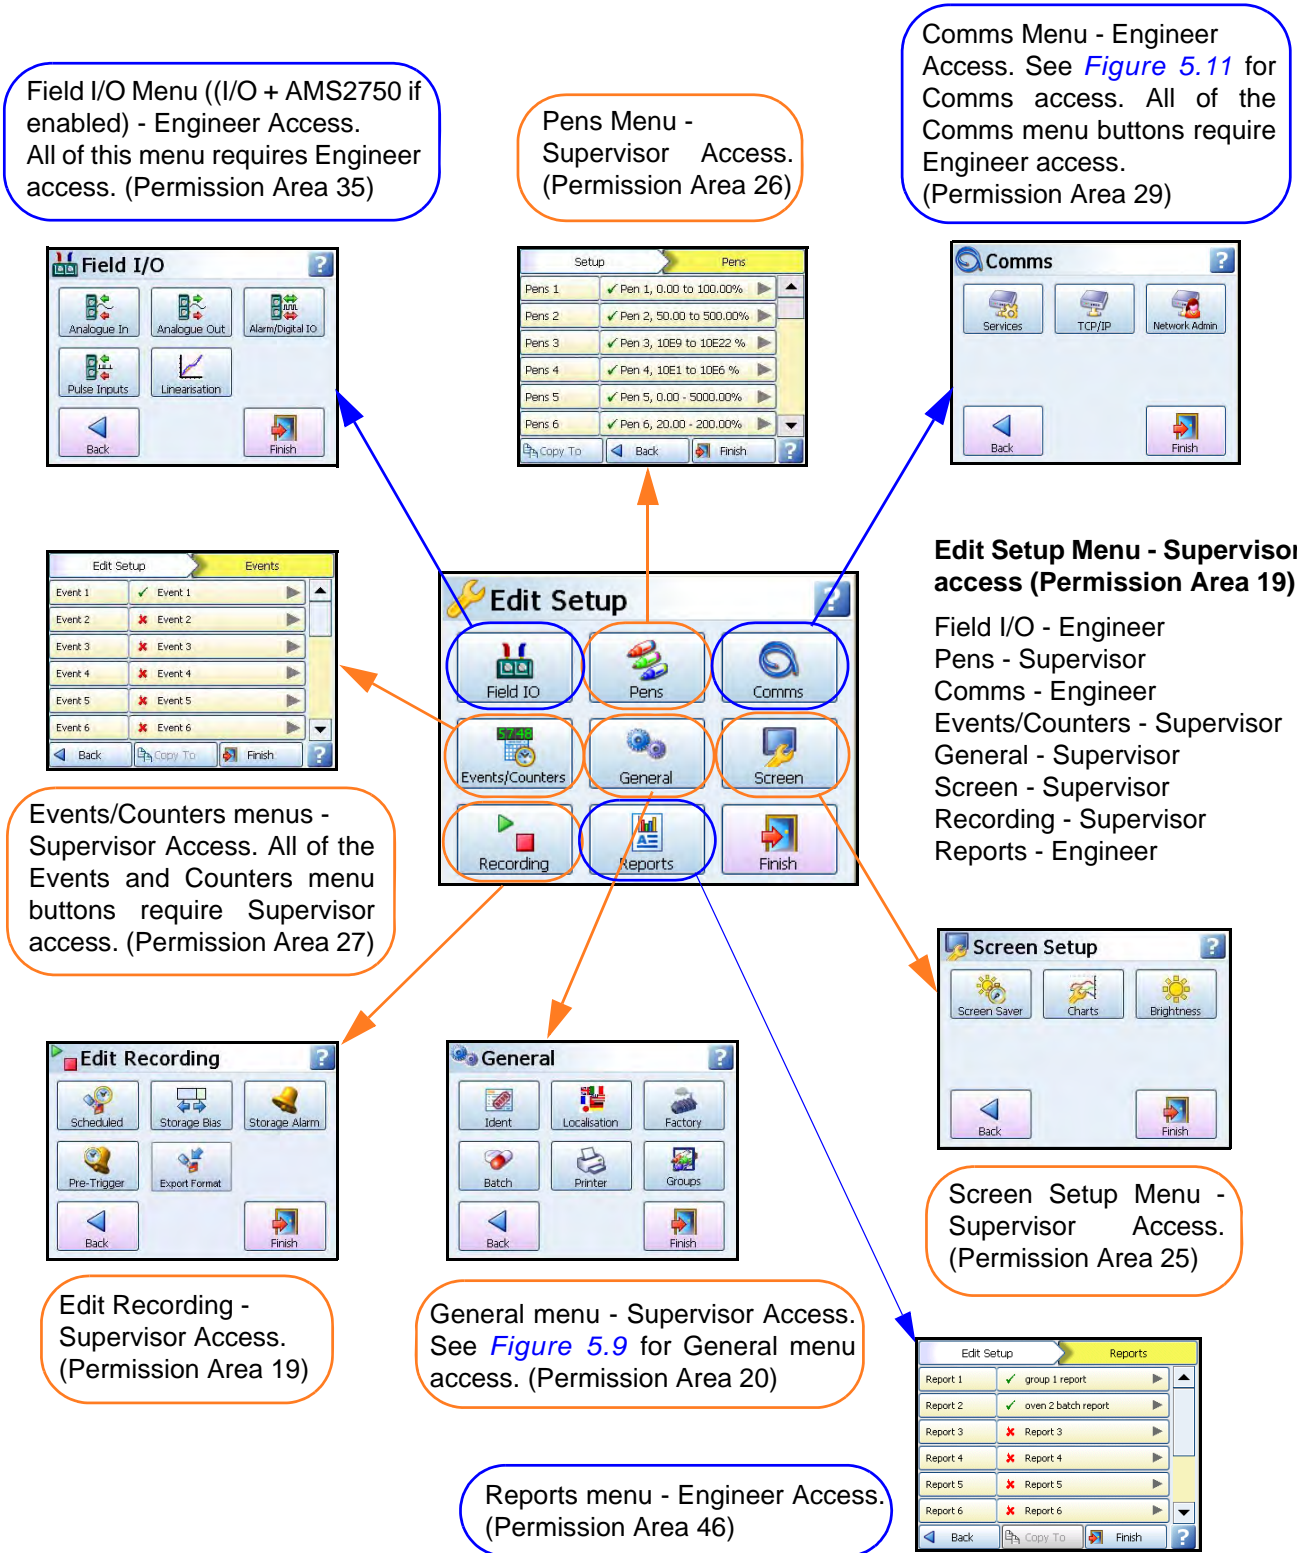 Field I/O Menu ((I/O + AMS2750 if
enabled) - Engineer Access.
All of this menu requires Engineer
access. (Permission Area 35)
Pens Menu -
Supervisor Access.
(Permission Area 26)
Comms Menu - Engineer
Access. See Figure 5.11 for
Comms access. All of the
Comms menu buttons require
Engineer access.
(Permission Area 29)
Field I/O
?
Analogue In
Analogue Out
Alarm/Digital IO
Pulse Inputs
Linearisation
Back
Finish
Setup
Pens
Pens 1
Pen 1, 0.00 to 100.00%
Pens 2
Pen 2, 50.00 to 500.00%
Pens 3
Pen 3, 10E9 to 10E22 %
Pens 4
Pen 4, 10E1 to 10E6 %
Pens 5
Pen 5, 0.00 - 5000.00%
Pens 6
Pen 6, 20.00 - 200.00%
Copy To
Back
Finish
?
Comms
?
Services
TCP/IP
Network Admin
Back
Finish
Edit Setup
Events
Event 1
Event 1
Event 2
Event 2
Event 3
Event 3
Event 4
Event 4
Event 5
Event 5
Event 6
Event 6
Back
Copy To
Finish
?
Edit Setup
?
Field IO
Pens
Comms
57.48
Events/Counters
General
Screen
Recording
Reports
Finish
Edit Setup Menu - Supervisor
access (Permission Area 19)
Field I/O - Engineer
Pens - Supervisor
Comms - Engineer
Events/Counters - Supervisor
General - Supervisor
Screen - Supervisor
Recording - Supervisor
Reports - Engineer
Events/Counters menus -
Supervisor Access. All of the
Events and Counters menu
buttons require Supervisor
access. (Permission Area 27)
Screen Setup
?
Screen Saver
Charts
Brightness
Back
Finish
Edit Recording
?
Scheduled
Storage Bias
Storage Alarm
Pre-Trigger
Export Format
Back
Finish
General
?
Ident
Localisation
Factory
Batch
Printer
Groups
Back
Finish
Screen Setup Menu -
Supervisor Access.
(Permission Area 25)
Edit Recording -
Supervisor Access.
(Permission Area 19)
General menu - Supervisor Access.
See Figure 5.9 for General menu
access. (Permission Area 20)
Edit Setup
Reports
Report 1
group 1 report
Report 2
oven 2 batch report
Report 3
Report 3
Report 4
Report 4
Report 5
Report 5
Report 6
Report 6
Back
Copy To
Finish
?
Reports menu - Engineer Access.
(Permission Area 46)